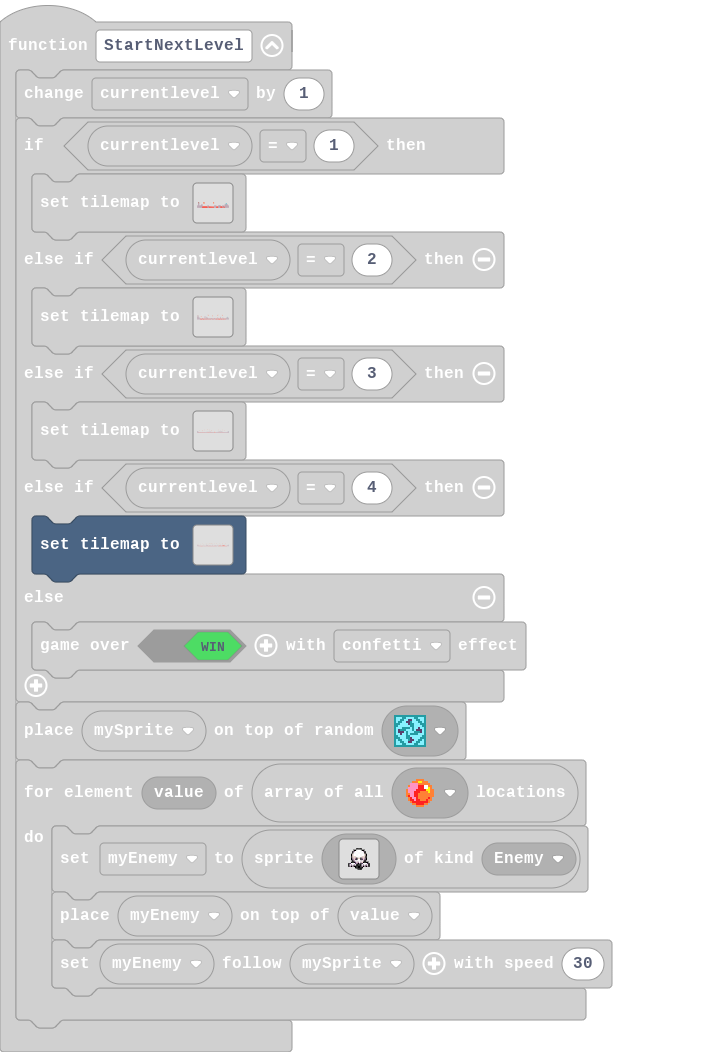 function StartNextLevel
change currentlevel by 1
if currentlevel = 1 then
set tilemap to
else if currentlevel = 2 then
set tilemap to
else if currentlevel = 3 then
set tilemap to
else if currentlevel = 4 then
set tilemap to
else
game over WIN with confetti effect
place mySprite on top of random
for element value of array of all locations
do
set myEnemy to sprite of kind Enemy
place myEnemy on top of value
set myEnemy follow mySprite with speed 30